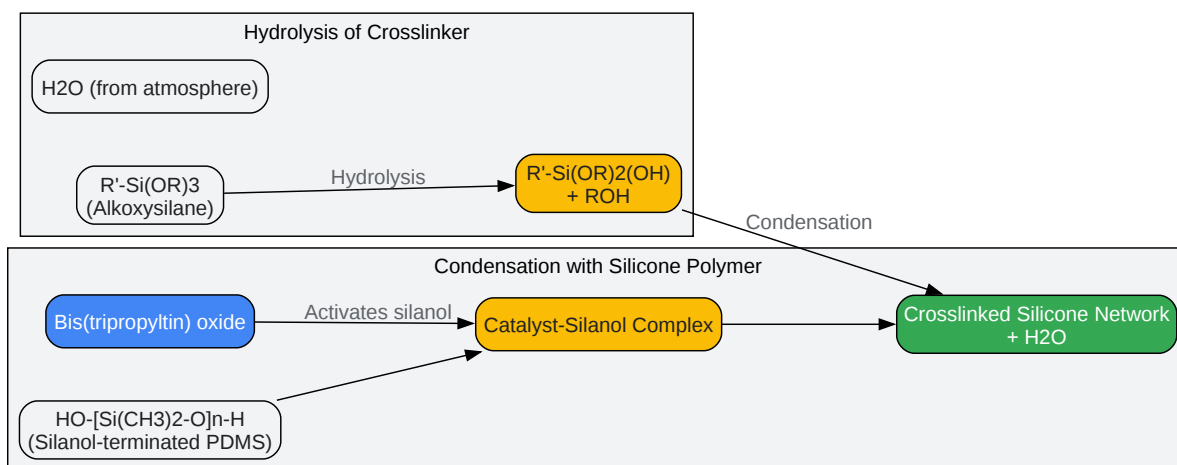 Hydrolysis of Crosslinker
H2O (from atmosphere)
R'-Si(OR)3
(Alkoxysilane)
Hydrolysis
R'-Si(OR)2(OH)
+ ROH
Condensation
Condensation with Silicone Polymer
Bis(tripropyltin) oxide
Activates silanol
Catalyst-Silanol Complex
Crosslinked Silicone Network
+ H2O
HO-[Si(CH3)2-O]n-H
(Silanol-terminated PDMS)